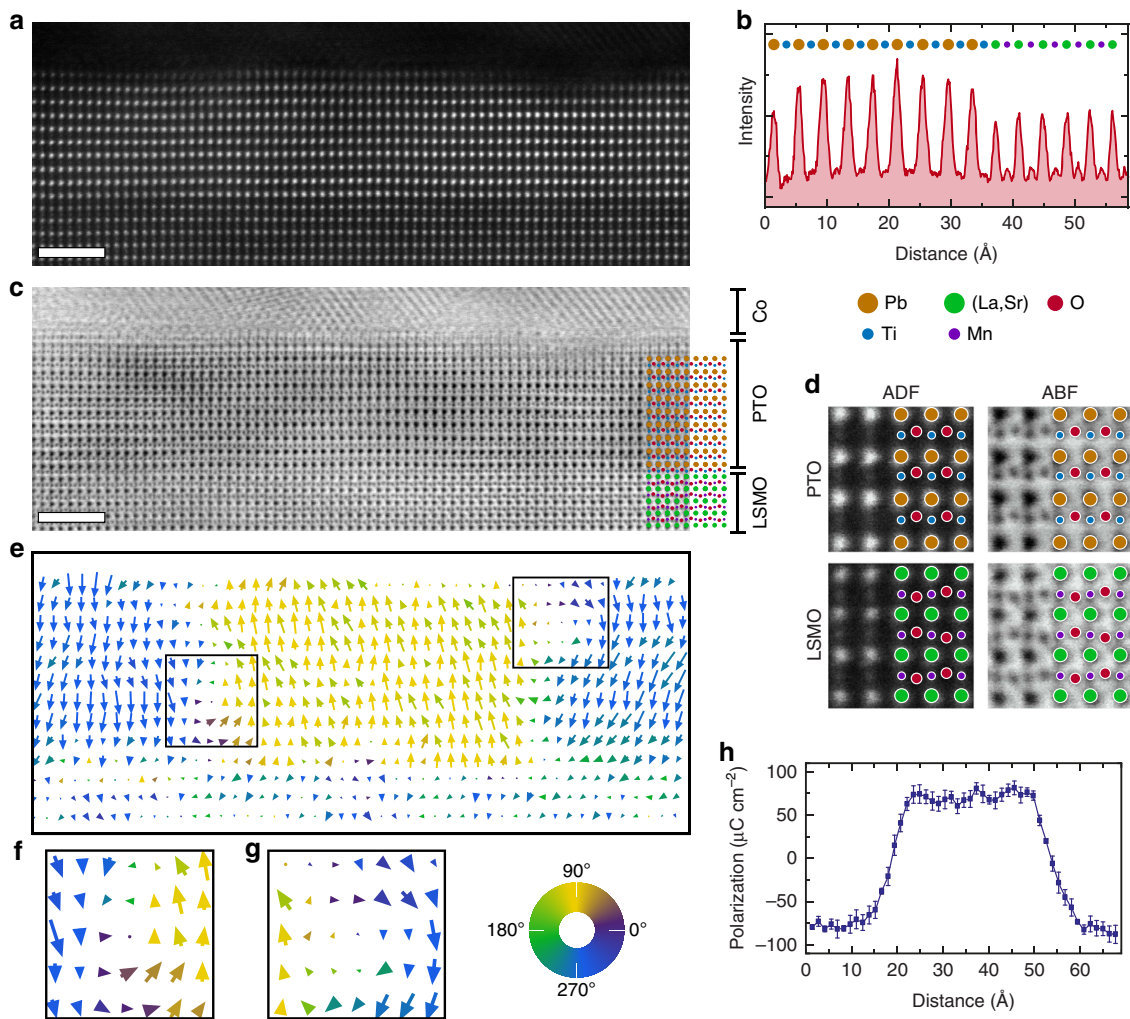 a
b
Intensity
0
10
20
30
40
50
Distance (Å)
c
Co
PTO
LSMO
Pb
(La,Sr)
O
Ti
Mn
d
ADF
ABF
PTO
LSMO
e
f
g
90°
180°
0°
270°
h
Polarization (μC cm⁻²)
100
50
0
−50
−100
0
10
20
30
40
50
60
Distance (Å)